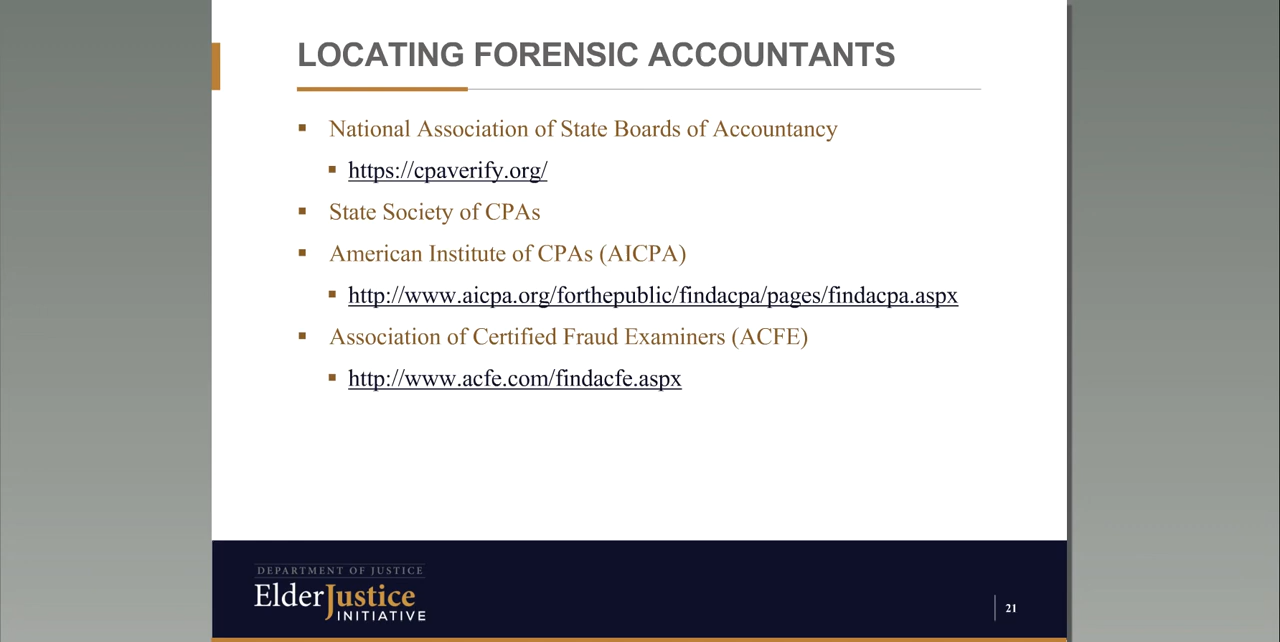 LOCATING FORENSIC ACCOUNTANTS
National Association of State Boards of Accountancy
https://cpaverify.org/
State Society of CPAs
American Institute of CPAs (AICPA)
http://www.aicpa.org/forthepublic/findacpa/pages/findacpa.aspx
Association of Certified Fraud Examiners (ACFE)
http://www.acfe.com/findacfe.aspx
DEPARTMENT OF JUSTICE
ElderJustice
INITIATIVE
21